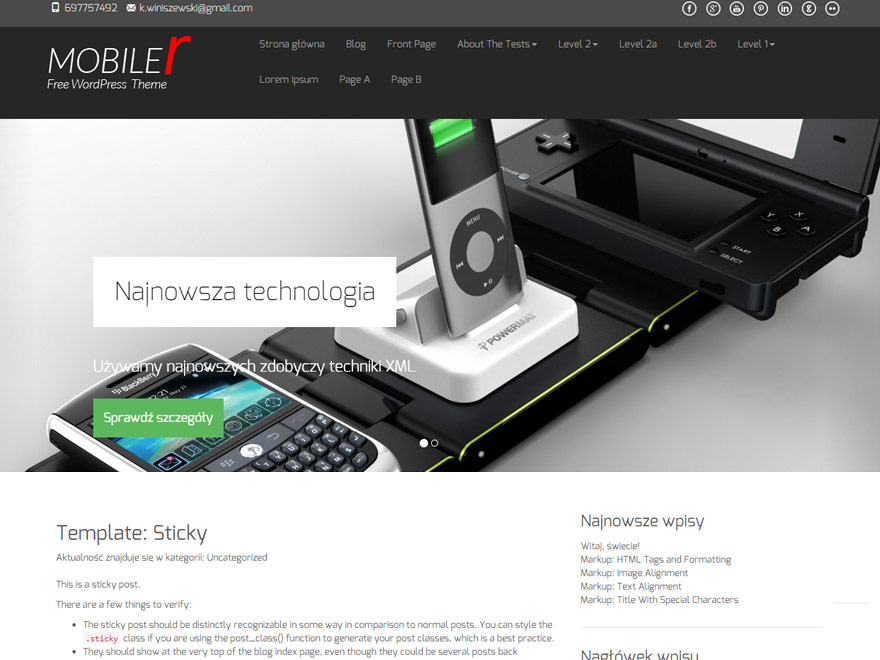 697757492 k.winiszewski@gmail.com
MOBILEr
Free WordPress Theme
Strona główna Blog Front Page About The Tests Level 2 Level 2a Level 2b Level 1
Lorem Ipsum Page A Page B
POWER
MENU
Y X
B A
START
SELECT
POWERMAT
Najnowsza technologia
Używamy najnowszych zdobyczy techniki XML
BlackBerry
Sprawdź szczegóły
Template: Sticky
Aktualność znajduje się w kategorii: Uncategorized
This is a sticky post.
There are a few things to verify:
The sticky post should be distinctly recognizable in some way in comparison to normal posts. You can style the
.sticky class if you are using the post_class() function to generate your post classes, which is a best practice.
They should show at the very top of the blog index page, even though they could be several posts back
Najnowsze wpisy
Witaj, świecie!
Markup: HTML Tags and Formatting
Markup: Image Alignment
Markup: Text Alignment
Markup: Title With Special Characters
Nagłówek wpisy